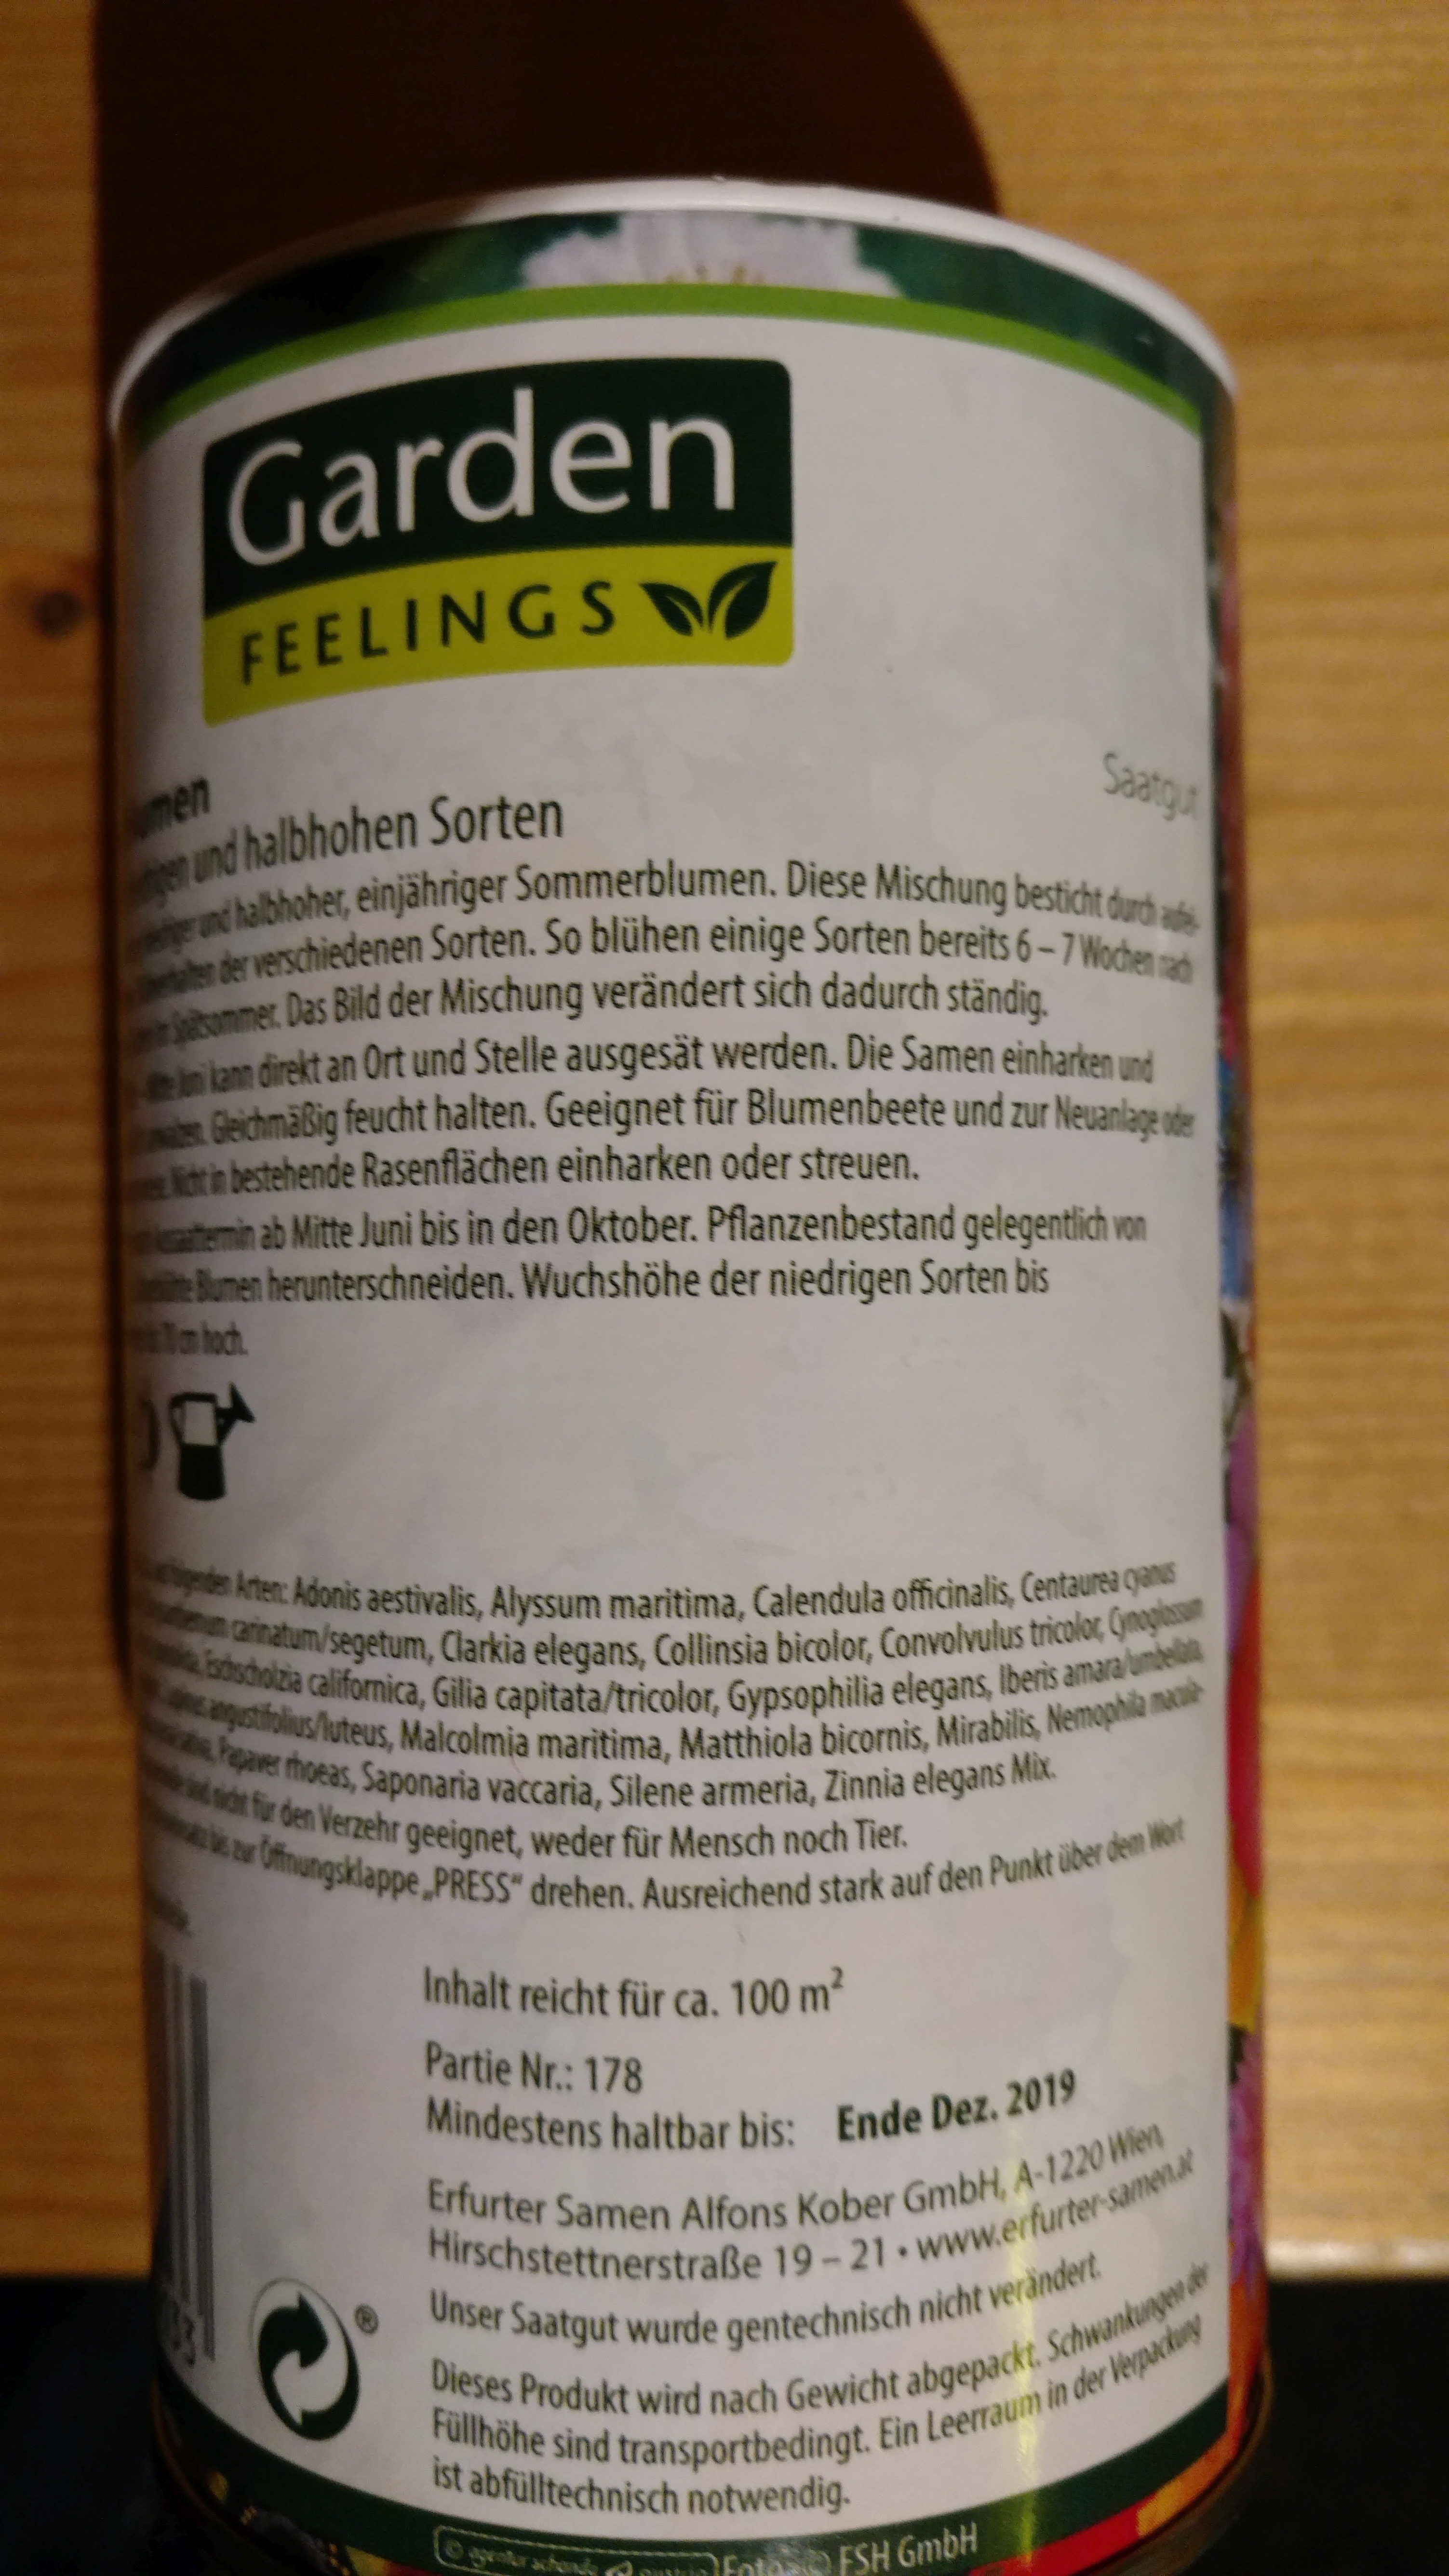 Garden
FEELINGS
Saatgut
und halbhohen Sorten
und halbhoher, einjähriger Sommerblumen. Diese Mischung besticht durch
der verschiedenen Sorten. So blühen einige Sorten bereits 6 – 7 Wochen nach
im Spätsommer. Das Bild der Mischung verändert sich dadurch ständig.
Juni kann direkt an Ort und Stelle ausgesät werden. Die Samen einharken und
Gleichmäßig feucht halten. Geeignet für Blumenbeete und zur Neuanlage oder
Nicht in bestehende Rasenflächen einharken oder streuen.
Aussaattermin ab Mitte Juni bis in den Oktober. Pflanzenbestand gelegentlich von
Blumen herunterschneiden. Wuchshöhe der niedrigen Sorten bis
70 cm hoch.
folgenden Arten: Adonis aestivalis, Alyssum maritima, Calendula officinalis, Centaurea cyanus
carinatum/segetum, Clarkia elegans, Collinsia bicolor, Convolvulus tricolor, Cynoglossum
Eschscholzia californica, Gilia capitata/tricolor, Gypsophilia elegans, Iberis amara/umbellata,
angustifolius/luteus, Malcolmia maritima, Matthiola bicornis, Mirabilis, Nemophila macula-
Papaver rhoeas, Saponaria vaccaria, Silene armeria, Zinnia elegans Mix.
und nicht für den Verzehr geeignet, weder für Mensch noch Tier.
bis zur Öffnungsklappe „PRESS“ drehen. Ausreichend stark auf den Punkt über dem Wort
Inhalt reicht für ca. 100 m²
Partie Nr.: 178
Mindestens haltbar bis: Ende Dez. 2019
Erfurter Samen Alfons Kober GmbH, A-1220 Wien,
Hirschstettnerstraße 19 – 21 • www.erfurter-samen.at
Unser Saatgut wurde gentechnisch nicht verändert.
Dieses Produkt wird nach Gewicht abgepackt. Schwankungen der
Füllhöhe sind transportbedingt. Ein Leerraum in der Verpackung
ist abfülltechnisch notwendig.
®
FSH GmbH